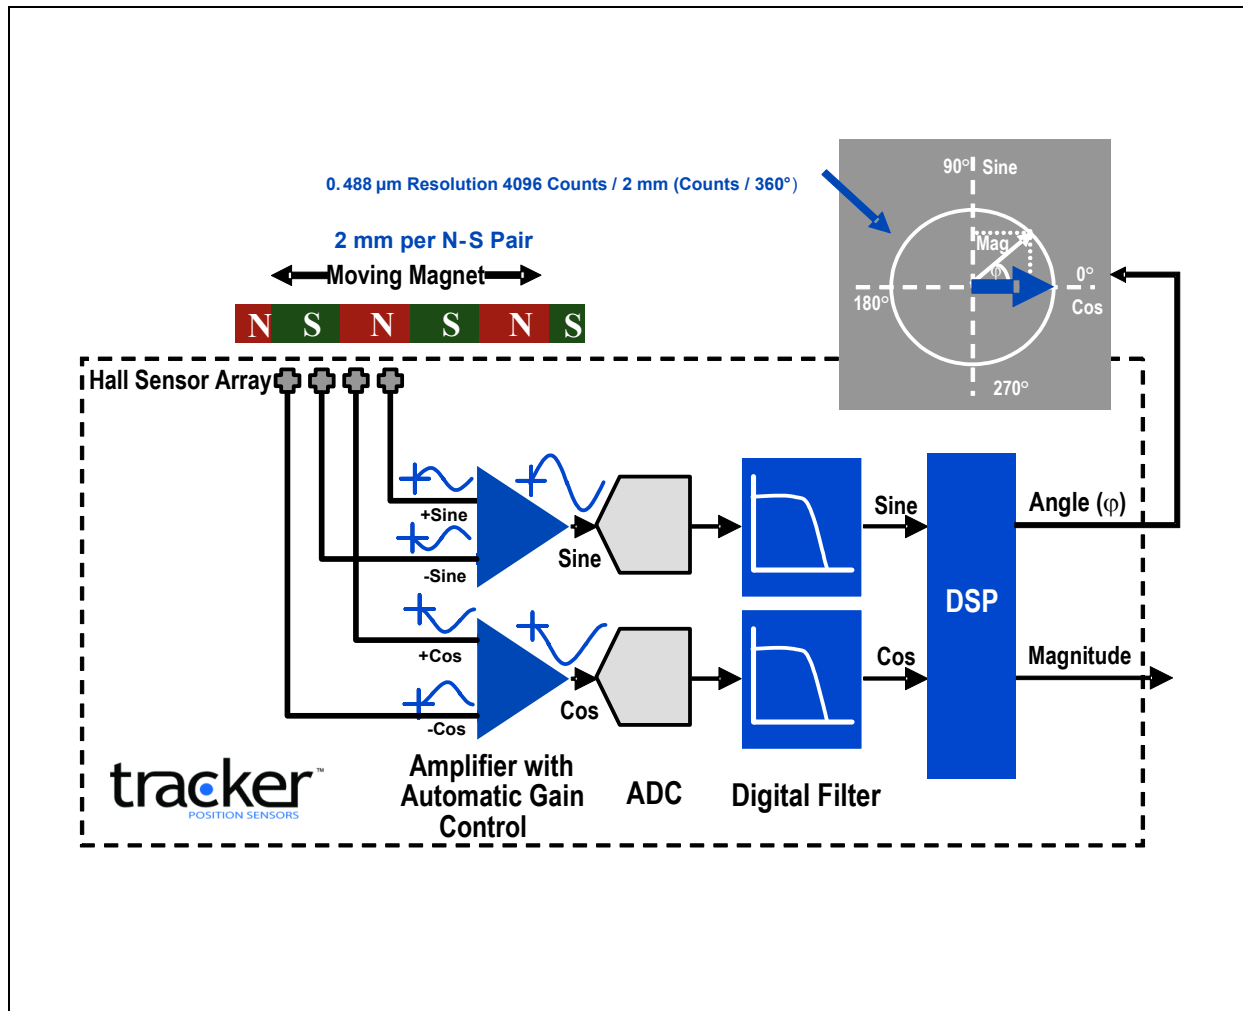 90° Sine
0.488 µm Resolution 4096 Counts / 2 mm (Counts / 360°)
2 mm per N-S Pair
Mag
φ
Moving Magnet
0°
180°
Cos
N S N S N S
Hall Sensor Array
270°
+Sine
-Sine
Sine
Sine
Angle (φ)
DSP
+Cos
-Cos
Cos
Cos
Magnitude
tracker™
POSITION SENSORS
Amplifier with
Automatic Gain
Control
ADC
Digital Filter